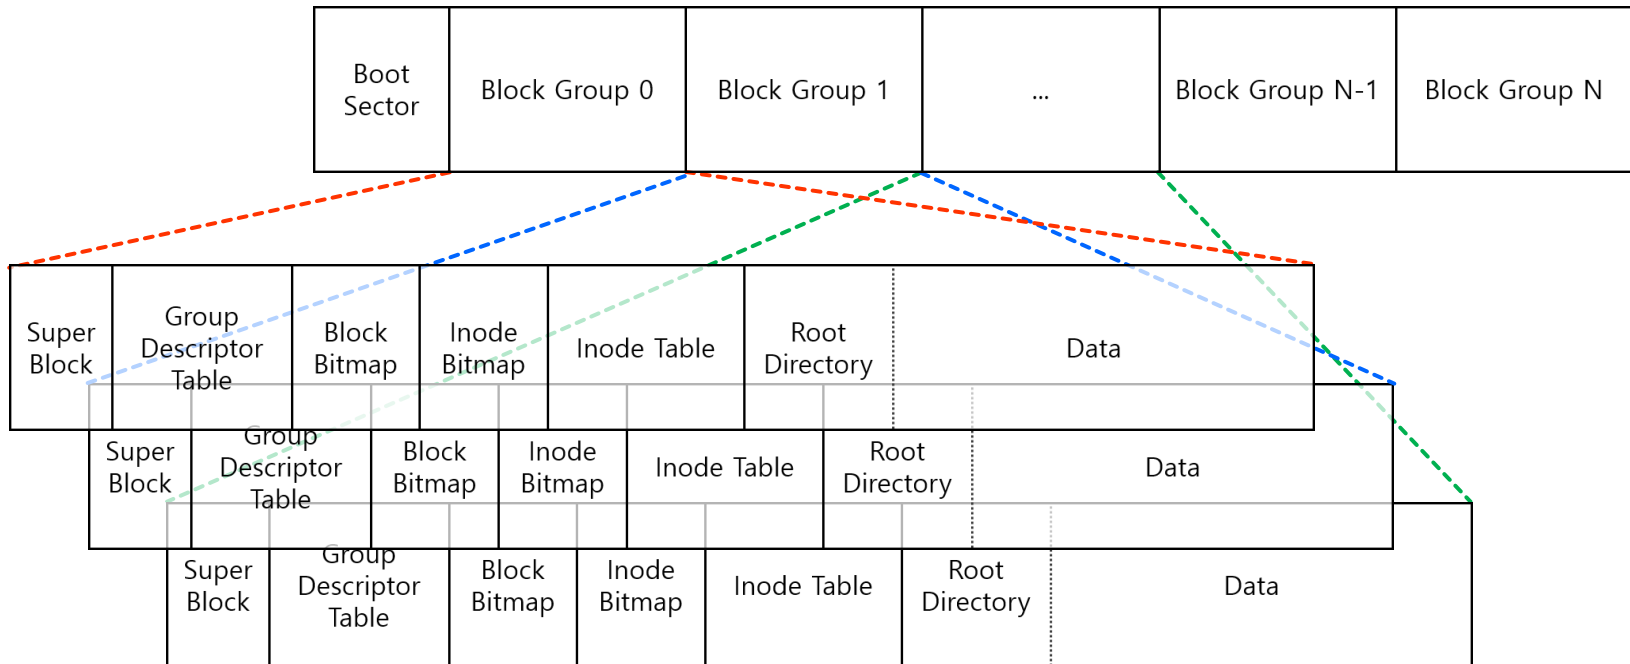 Boot
Sector
Block Group 0
Block Group 1
...
Block Group N-1
Block Group N
Super
Block
Group
Descriptor
Table
Block
Bitmap
Inode
Bitmap
Inode Table
Root
Directory
Data
Super
Block
Group
Descriptor
Table
Block
Bitmap
Inode
Bitmap
Inode Table
Root
Directory
Data
Super
Block
Group
Descriptor
Table
Block
Bitmap
Inode
Bitmap
Inode Table
Root
Directory
Data